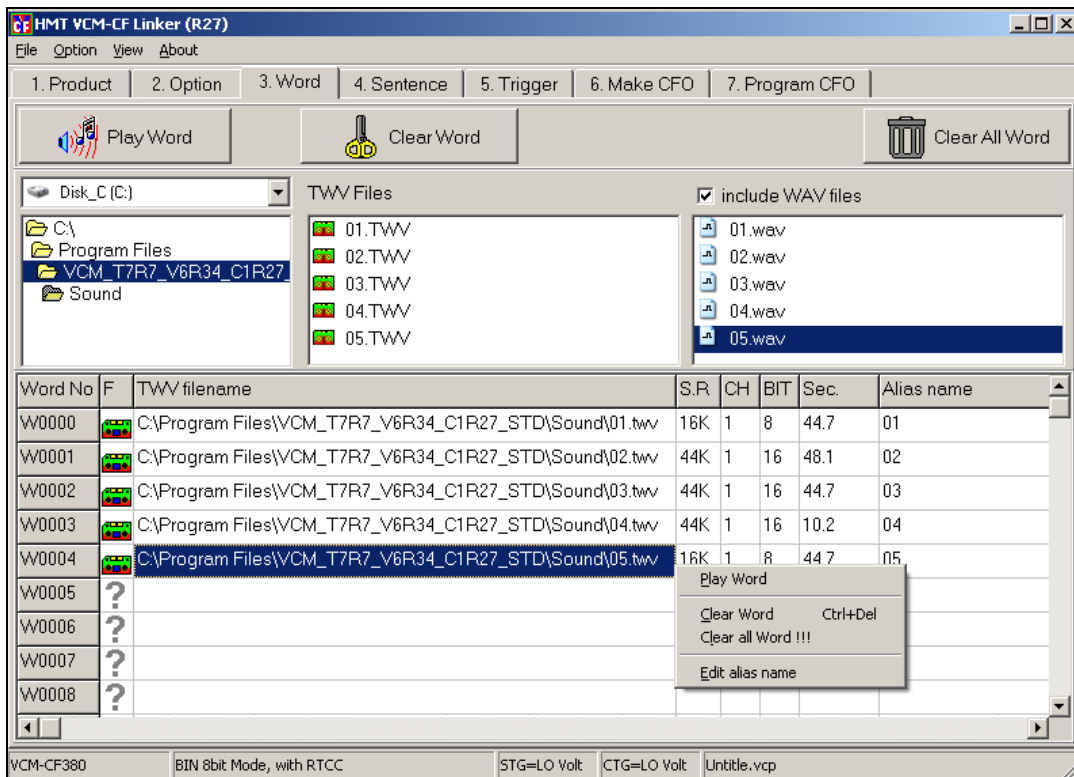 HMT VCM-CF Linker (R27)
File Option View About
1. Product 2. Option 3. Word 4. Sentence 5. Trigger 6. Make CFO 7. Program CFO
Play Word Clear Word Clear All Word
Disk_C (C:) TWV Files include WAV files
C:\ 01.TWV 01.wav
Program Files 02.TWV 02.wav
VCM_T7R7_V6R34_C1R27_ 03.TWV 03.wav
Sound 04.TWV 04.wav
05.TWV 05.wav
Word No F TWV filename S.R CH BIT Sec. Alias name
W0000 C:\Program Files\VCM_T7R7_V6R34_C1R27_STD\Sound\01.twv 16K 1 8 44.7 01
W0001 C:\Program Files\VCM_T7R7_V6R34_C1R27_STD\Sound\02.twv 44K 1 16 48.1 02
W0002 C:\Program Files\VCM_T7R7_V6R34_C1R27_STD\Sound\03.twv 44K 1 16 44.7 03
W0003 C:\Program Files\VCM_T7R7_V6R34_C1R27_STD\Sound\04.twv 44K 1 16 10.2 04
W0004 C:\Program Files\VCM_T7R7_V6R34_C1R27_STD\Sound\05.twv 16K 1 8 44.7 05
W0005 ?
W0006 ?
W0007 ?
W0008 ?
Play Word
Clear Word Ctrl+Del
Clear all Word !!!
Edit alias name
VCM-CF380 BIN 8bit Mode, with RTCC STG=LO Volt CTG=LO Volt Untitle.vcp